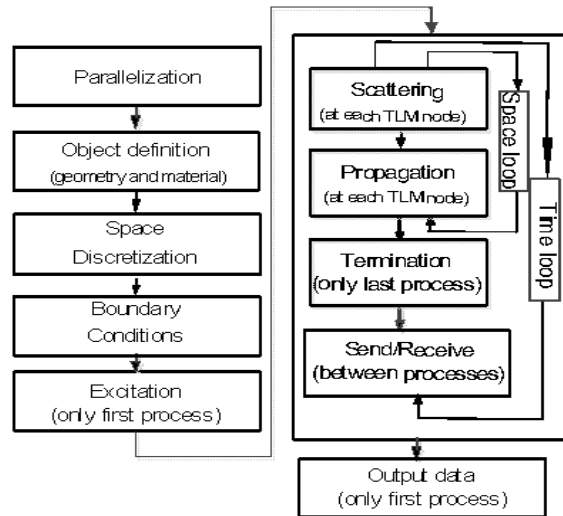 Parallelization
Object definition
(geometry and material)
Space
Discretization
Boundary
Conditions
Excitation
(only first process)
Scattering
(at each TLM node)
Propagation
(at each TLM node)
Termination
(only last process)
Send/Receive
(between processes)
Space loop
Time loop
Output data
(only first process)